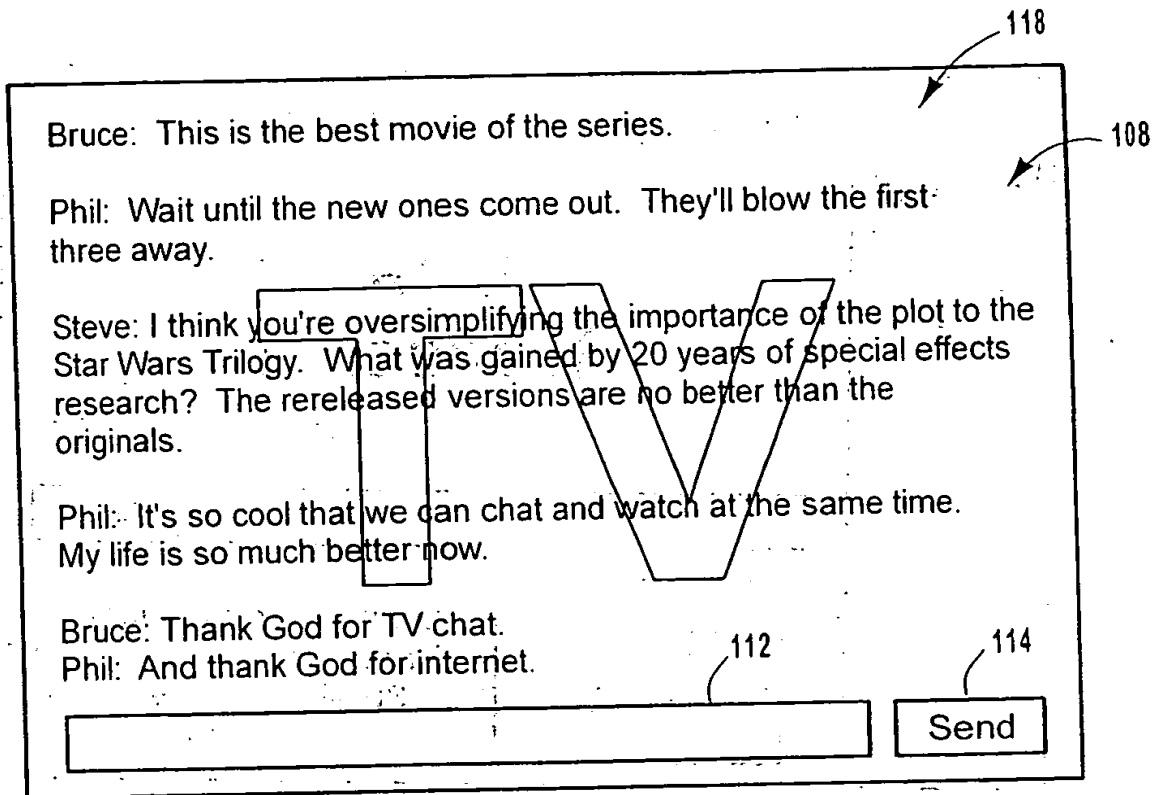 118
108
Bruce: This is the best movie of the series.
Phil: Wait until the new ones come out. They'll blow the first
three away.
TV
Steve: I think you're oversimplifying the importance of the plot to the
Star Wars Trilogy. What was gained by 20 years of special effects
research? The rereleased versions are no better than the
originals.
Phil: It's so cool that we can chat and watch at the same time.
My life is so much better now.
Bruce: Thank God for TV chat.
Phil: And thank God for internet.
112
114
Send